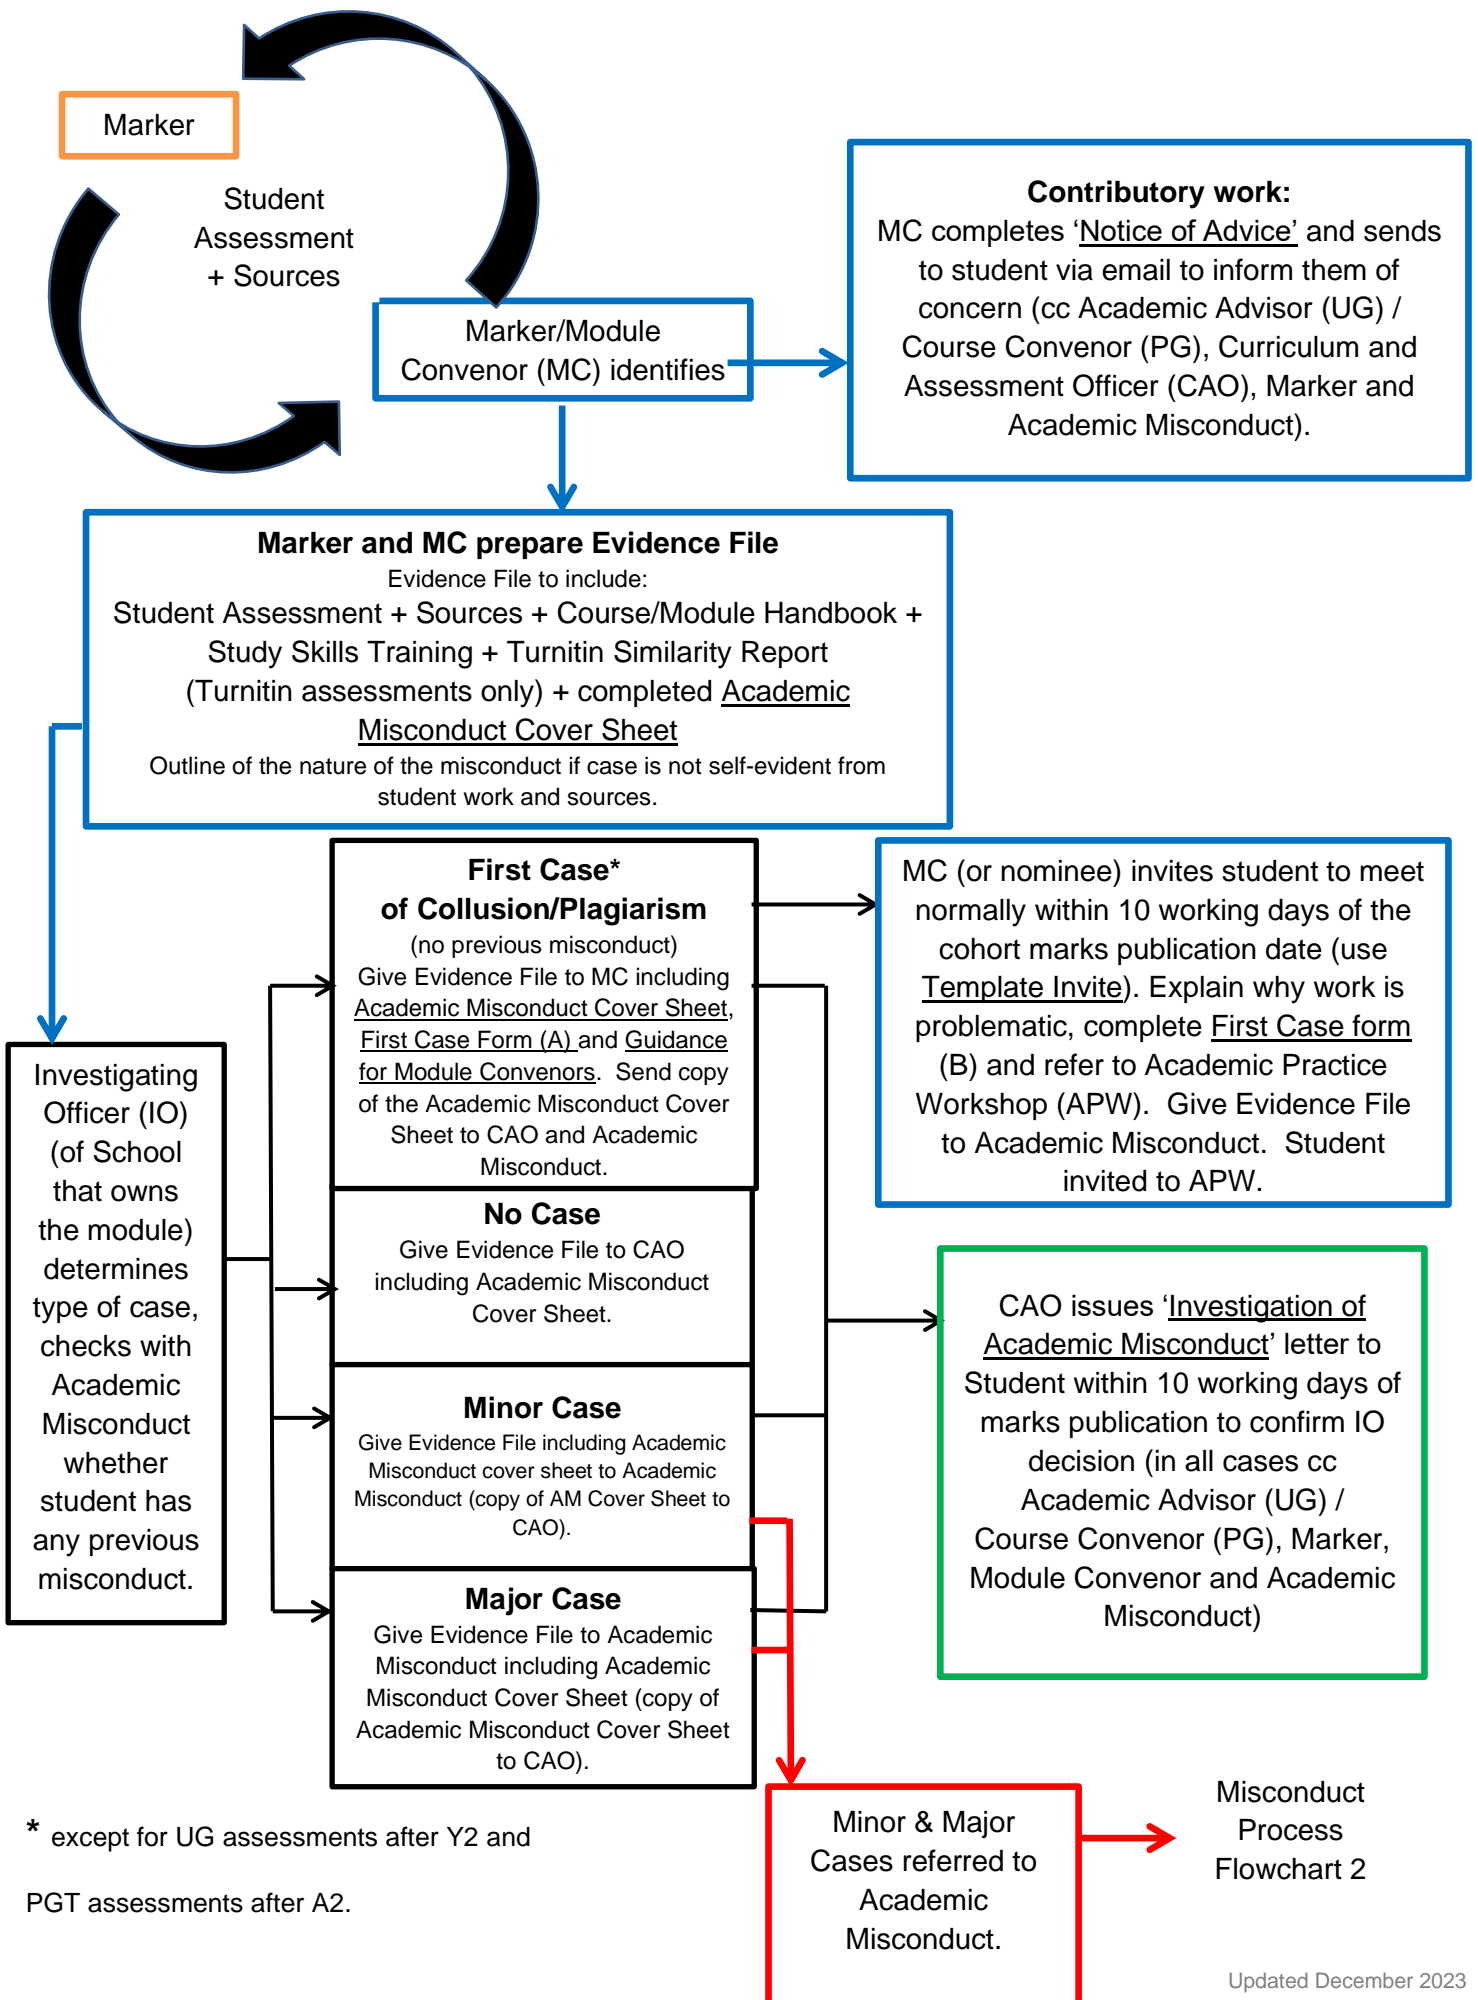 Marker
Student
Assessment
+ Sources
Marker/Module
Convenor (MC) identifies
Contributory work:
MC completes ‘Notice of Advice’ and sends
to student via email to inform them of
concern (cc Academic Advisor (UG) /
Course Convenor (PG), Curriculum and
Assessment Officer (CAO), Marker and
Academic Misconduct).
Marker and MC prepare Evidence File
Evidence File to include:
Student Assessment + Sources + Course/Module Handbook +
Study Skills Training + Turnitin Similarity Report
(Turnitin assessments only) + completed Academic
Misconduct Cover Sheet
Outline of the nature of the misconduct if case is not self-evident from
student work and sources.
Investigating
Officer (IO)
(of School
that owns
the module)
determines
type of case,
checks with
Academic
Misconduct
whether
student has
any previous
misconduct.
First Case*
of Collusion/Plagiarism
(no previous misconduct)
Give Evidence File to MC including
Academic Misconduct Cover Sheet,
First Case Form (A) and Guidance
for Module Convenors. Send copy
of the Academic Misconduct Cover
Sheet to CAO and Academic
Misconduct.
No Case
Give Evidence File to CAO
including Academic Misconduct
Cover Sheet.
Minor Case
Give Evidence File including Academic
Misconduct cover sheet to Academic
Misconduct (copy of AM Cover Sheet to
CAO).
Major Case
Give Evidence File to Academic
Misconduct including Academic
Misconduct Cover Sheet (copy of
Academic Misconduct Cover Sheet
to CAO).
MC (or nominee) invites student to meet
normally within 10 working days of the
cohort marks publication date (use
Template Invite). Explain why work is
problematic, complete First Case form
(B) and refer to Academic Practice
Workshop (APW). Give Evidence File
to Academic Misconduct. Student
invited to APW.
CAO issues ‘Investigation of
Academic Misconduct’ letter to
Student within 10 working days of
marks publication to confirm IO
decision (in all cases cc
Academic Advisor (UG) /
Course Convenor (PG), Marker,
Module Convenor and Academic
Misconduct)
Minor & Major
Cases referred to
Academic
Misconduct.
Misconduct
Process
Flowchart 2
* except for UG assessments after Y2 and
PGT assessments after A2.
Updated December 2023